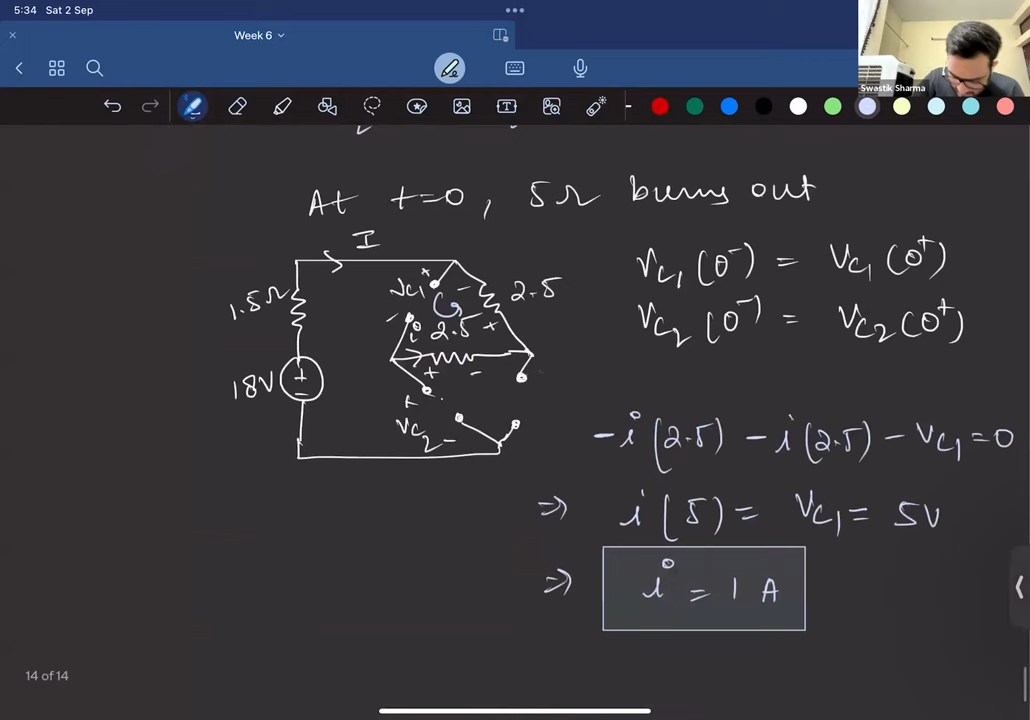 5:34 Sat 2 Sep
Week 6
Swastik Sharma
At t=0, 5Ω burns out
I
1.5Ω
18V
+
−
VC1
+
−
2.5
+
i 2.5
+ −
+
VC2 −
VC1(0⁻) = VC1(0⁺)
VC2(0⁻) = VC2(0⁺)
−i(2.5) −i(2.5) − VC1 = 0
⇒ i(5) = VC1 = 5V
⇒ i = 1 A
14 of 14